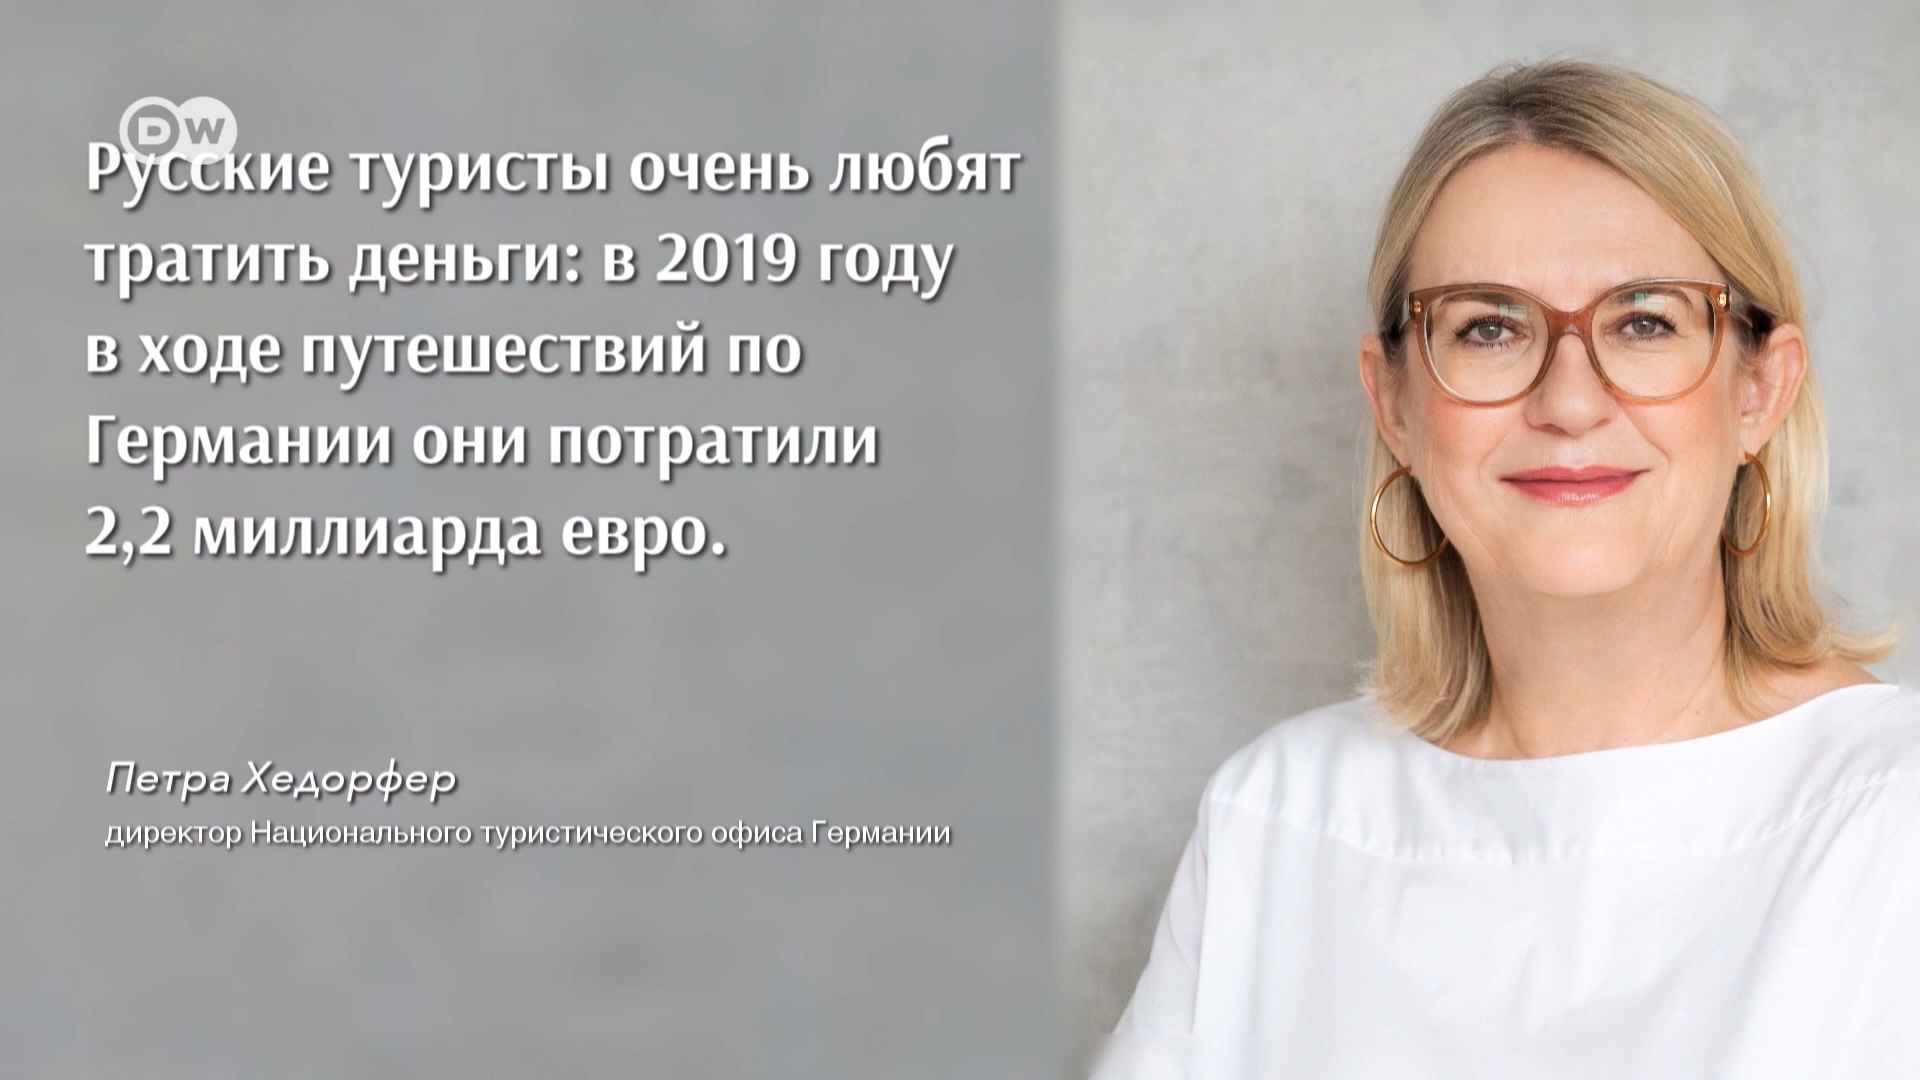 DW
Русские туристы очень любят
тратить деньги: в 2019 году
в ходе путешествий по
Германии они потратили
2,2 миллиарда евро.
Петра Хедорфер
директор Национального туристического офиса Германии